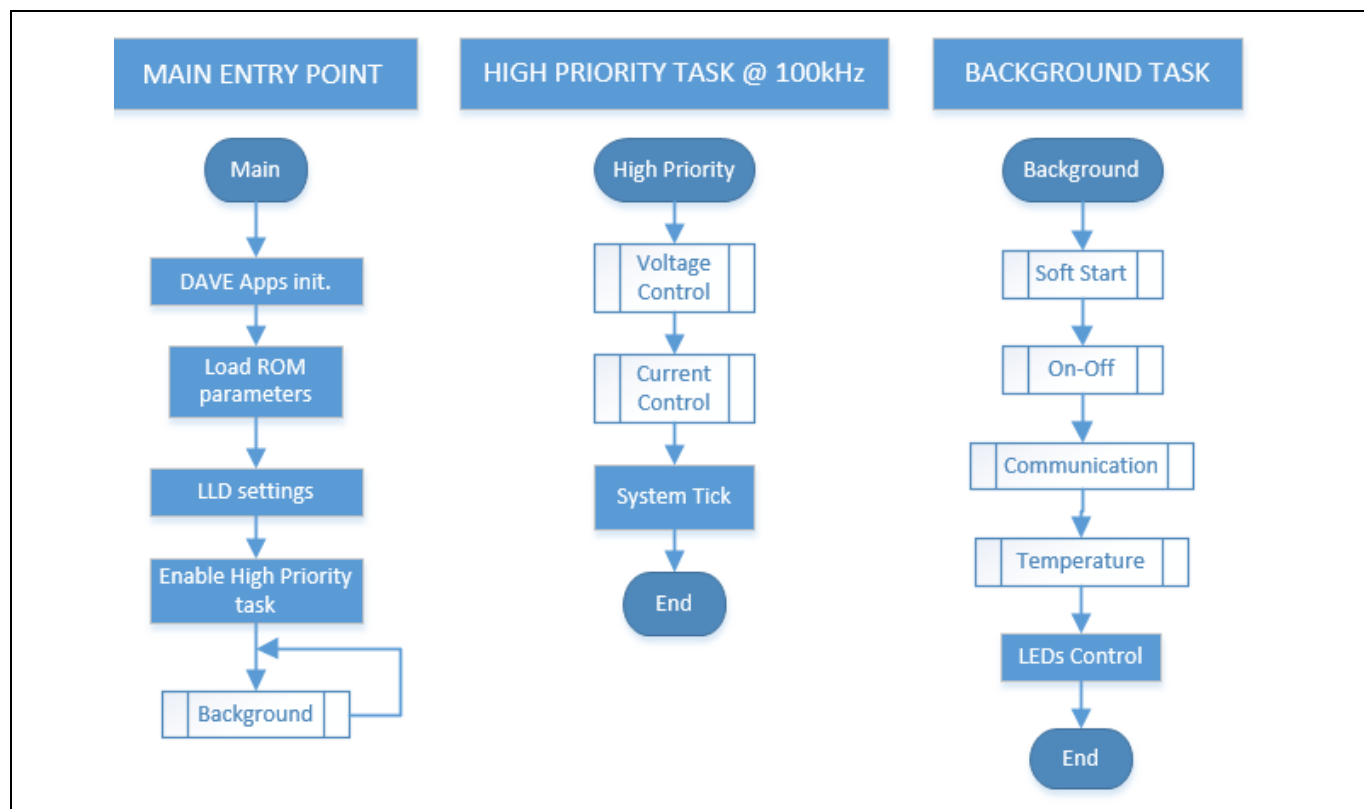 MAIN ENTRY POINT
Main
DAVE Apps init.
Load ROM
parameters
LLD settings
Enable High Priority
task
Background
HIGH PRIORITY TASK @ 100kHz
High Priority
Voltage
Control
Current
Control
System Tick
End
BACKGROUND TASK
Background
Soft Start
On-Off
Communication
Temperature
LEDs Control
End